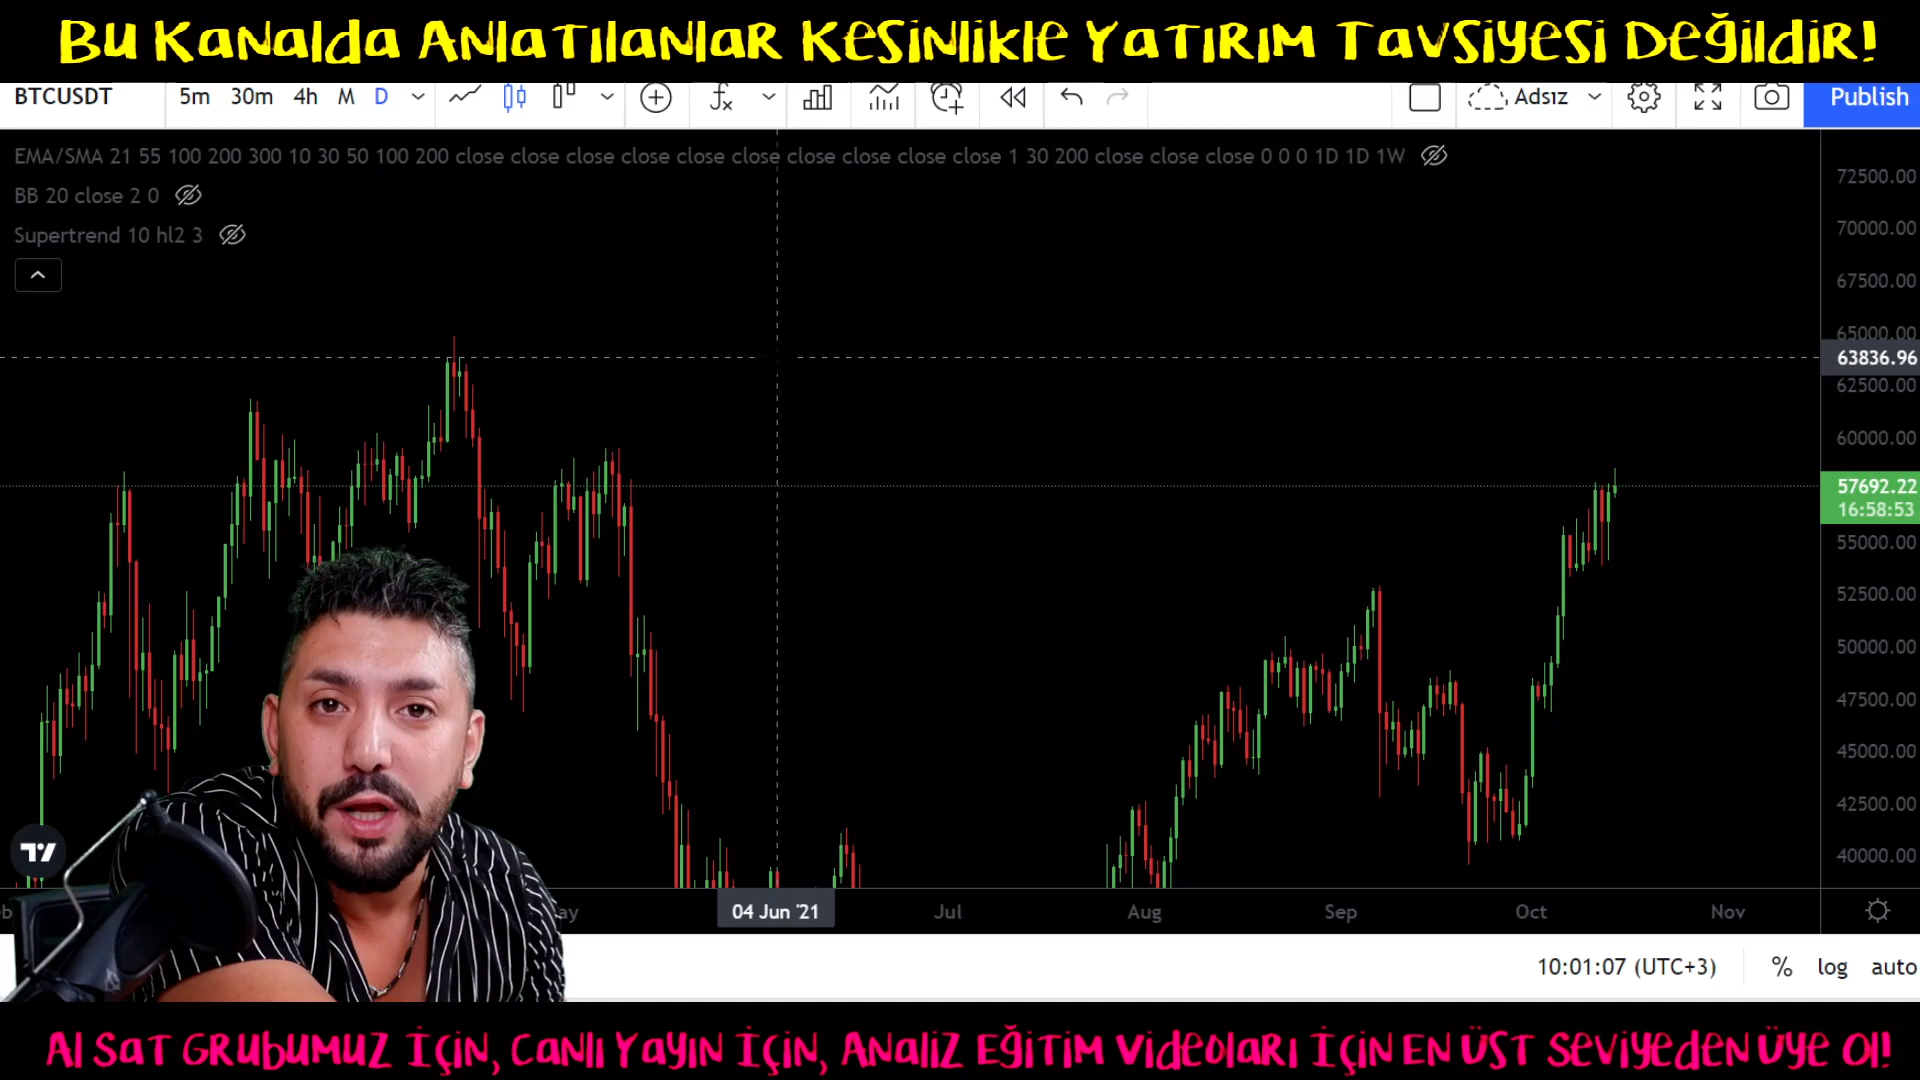 Bu Kanalda Anlatılanlar Kesinlikle Yatırım Tavsiyesi Değildir!
BTCUSDT 5m 30m 4h M D Adsız Publish
EMA/SMA 21 55 100 200 300 10 30 50 100 200 close close close close close close close close close close 1 30 200 close close close 0 0 0 1D 1D 1W
BB 20 close 2 0
Supertrend 10 hl2 3
72500.00
70000.00
67500.00
65000.00
63836.96
62500.00
60000.00
57692.22
16:58:53
55000.00
52500.00
50000.00
47500.00
45000.00
42500.00
40000.00
04 Jun '21 Jul Aug Sep Oct Nov
10:01:07 (UTC+3) % log auto
Al Sat Grubumuz İçin, Canlı Yayın İçin, Analiz Eğitim Videoları İçin En Üst Seviyeden Üye Ol!